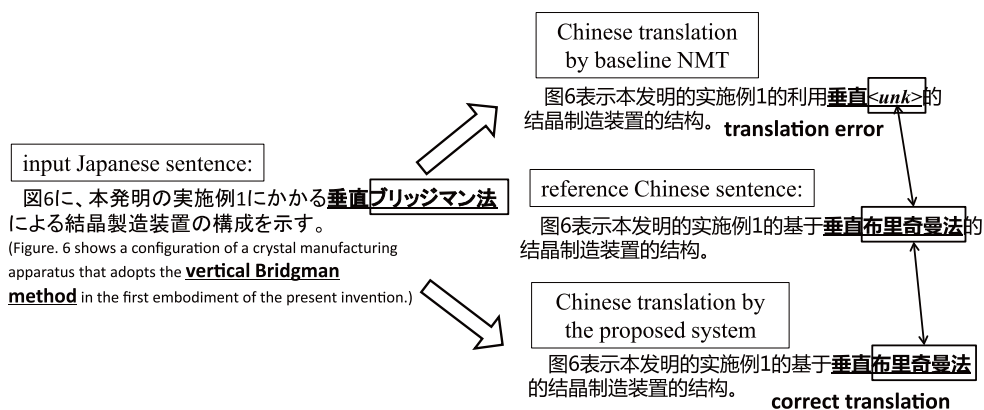 Chinese translation
by baseline NMT
图6表示本发明的实施例1的利用垂直<unk>的
结晶制造装置的结构。
translation error
input Japanese sentence:
図6に、本発明の実施例1にかかる垂直ブリッジマン法
による結晶製造装置の構成を示す。
(Figure. 6 shows a configuration of a crystal manufacturing
apparatus that adopts the vertical Bridgman
method in the first embodiment of the present invention.)
reference Chinese sentence:
图6表示本发明的实施例1的基于垂直布里奇曼法的
结晶制造装置的结构。
Chinese translation by
the proposed system
图6表示本发明的实施例1的基于垂直布里奇曼法
的结晶制造装置的结构。
correct translation